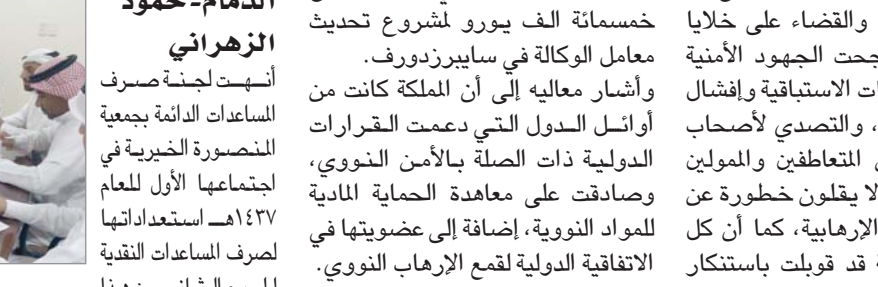 والقضاء على خلايا
جحت الجهود الأمنية
ات الاستباقية وإفشال
، والتصدي لأصحاب
المتعاطفين والممولين
لا يقلون خطورة عن
الإرهابية، كما أن كل
ة قد قوبلت باستنكار
خمسمائة الف يورو لمشروع تحديث
معامل الوكالة في سايبرزدورف.
وأشار معاليه إلى أن المملكة كانت من
أوائل الدول التي دعمت القرارات
الدولية ذات الصلة بالأمن النووي،
وصادقت على معاهدة الحماية المادية
للمواد النووية، إضافة إلى عضويتها في
الاتفاقية الدولية لقمع الإرهاب النووي.
الدمام-حمود
الزهراني
أنهت لجنة صرف
المساعدات الدائمة بجمعية
المنصورة الخيرية في
اجتماعها الأول للعام
١٤٣٧هـ استعداداتها
لصرف المساعدات النقدية